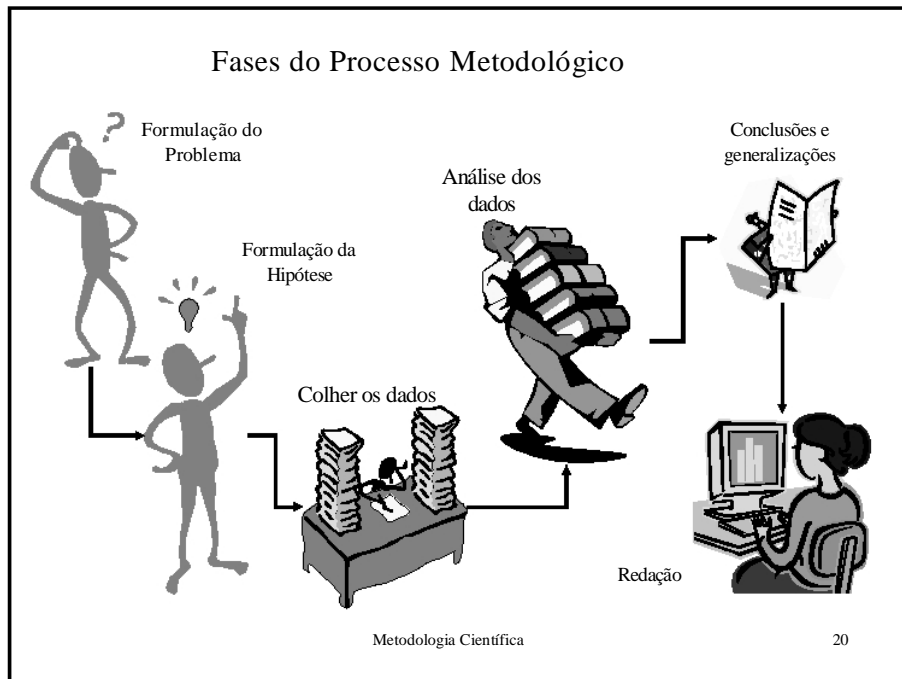 Fases do Processo Metodológico
Formulação do
Problema
?
Formulação da
Hipótese
Colher os dados
Análise dos
dados
Conclusões e
generalizações
Redação
Metodologia Científica
20